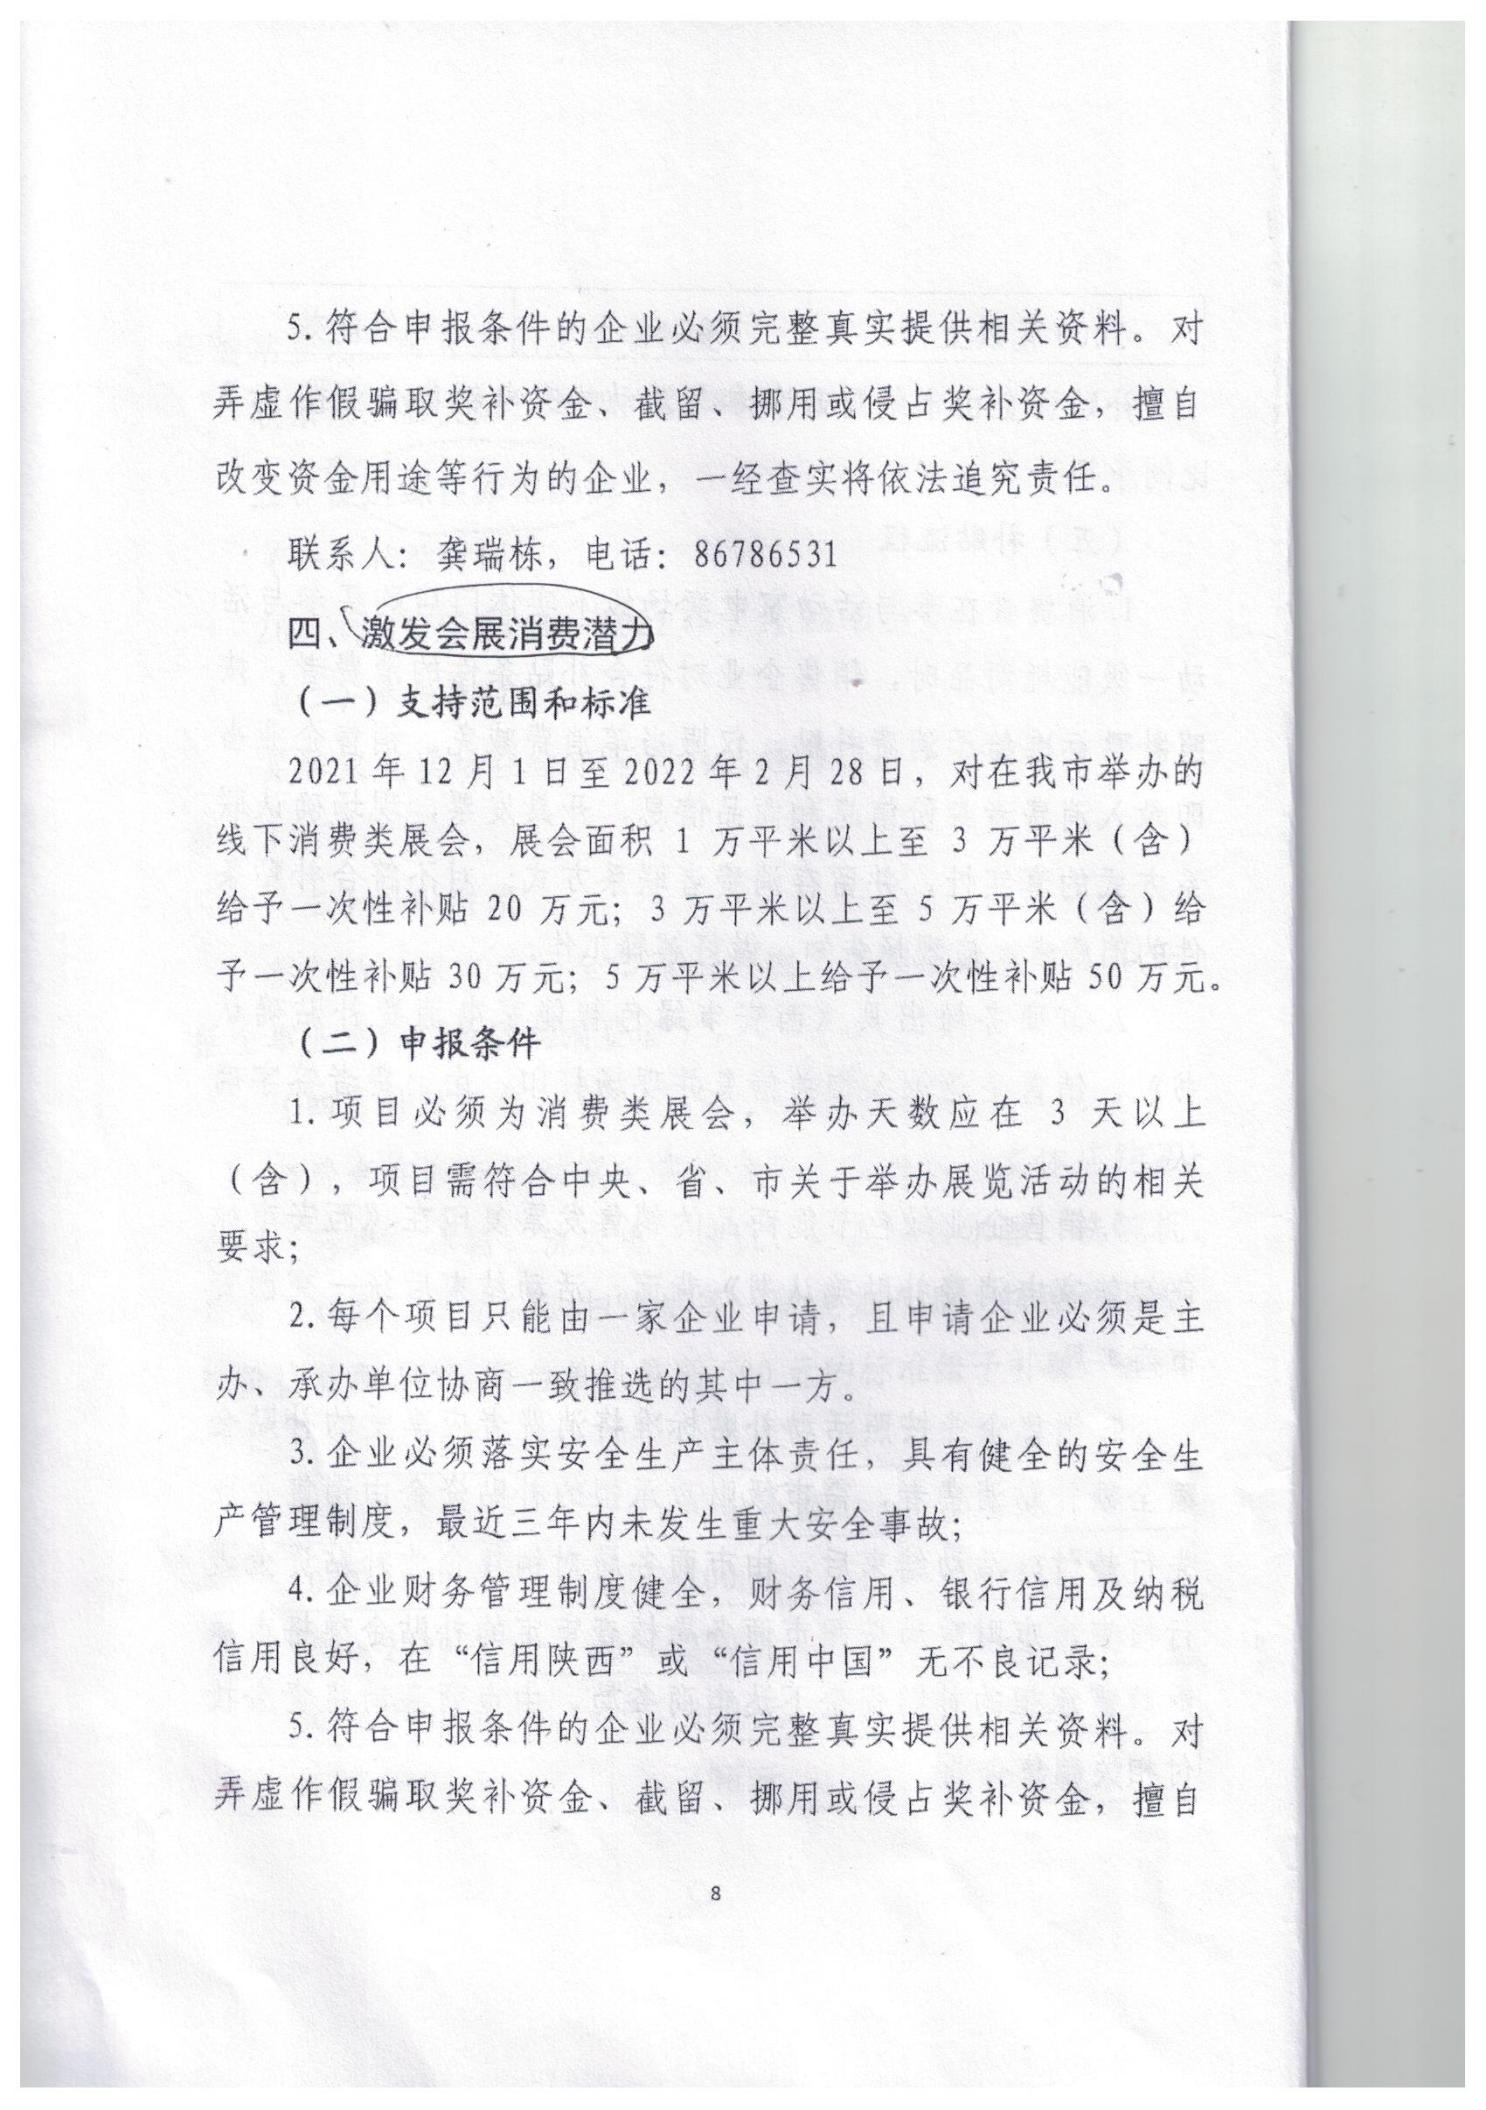 5.符合申报条件的企业必须完整真实提供相关资料。对
弄虚作假骗取奖补资金、截留、挪用或侵占奖补资金，擅自
改变资金用途等行为的企业，一经查实将依法追究责任。
联系人：龚瑞栋，电话：86786531
四、激发会展消费潜力
（一）支持范围和标准
2021年12月1日至2022年2月28日，对在我市举办的
线下消费类展会，展会面积 1 万平米以上至 3 万平米（含）
给予一次性补贴 20 万元；3 万平米以上至 5 万平米（含）给
予一次性补贴 30 万元；5 万平米以上给予一次性补贴 50 万元。
（二）申报条件
1.项目必须为消费类展会，举办天数应在 3 天以上
（含），项目需符合中央、省、市关于举办展览活动的相关
要求；
2.每个项目只能由一家企业申请，且申请企业必须是主
办、承办单位协商一致推选的其中一方。
3.企业必须落实安全生产主体责任，具有健全的安全生
产管理制度，最近三年内未发生重大安全事故；
4.企业财务管理制度健全，财务信用、银行信用及纳税
信用良好，在“信用陕西”或“信用中国”无不良记录；
5.符合申报条件的企业必须完整真实提供相关资料。对
弄虚作假骗取奖补资金、截留、挪用或侵占奖补资金，擅自
8